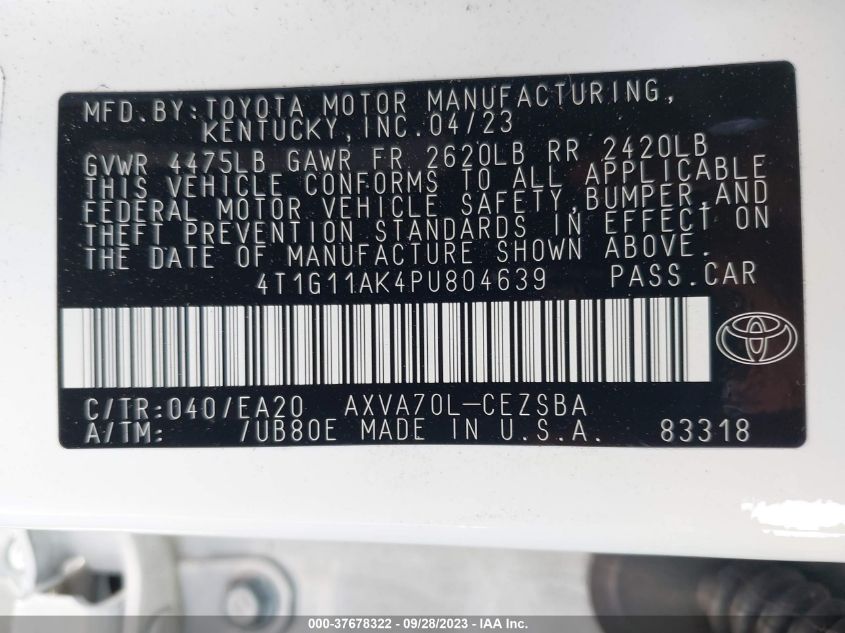 MFD.BY:TOYOTA MOTOR MANUFACTURING,
KENTUCKY,INC.04/23
GVWR 4475LB GAWR FR 2620LB RR 2420LB
THIS VEHICLE CONFORMS TO ALL APPLICABLE
FEDERAL MOTOR VEHICLE SAFETY,BUMPER,AND
THEFT PREVENTION STANDARDS IN EFFECT ON
THE DATE OF MANUFACTURE SHOWN ABOVE.
4T1G11AK4PU804639 PASS.CAR
C/TR:040/EA20 AXVA70L-CEZSBA
A/TM: /UB80E MADE IN U.S.A. 83318
000-37678322 - 09/28/2023 - IAA Inc.